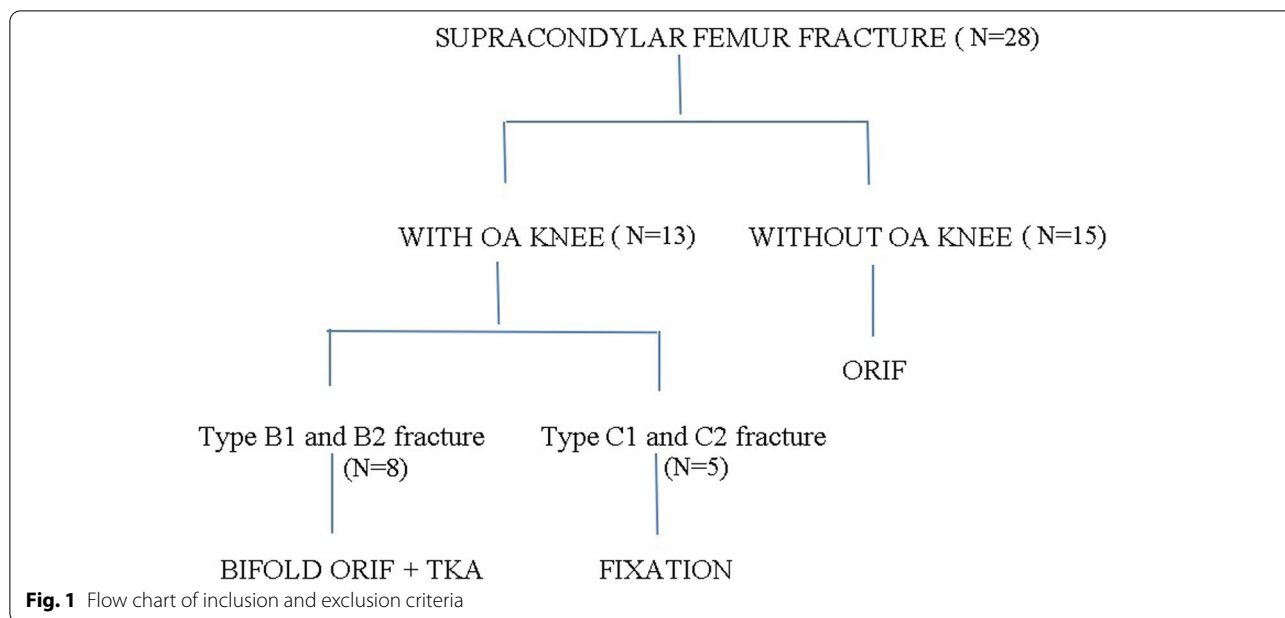 SUPRACONDYLAR FEMUR FRACTURE ( N=28)
WITH OA KNEE ( N=13)
WITHOUT OA KNEE ( N=15)
ORIF
Type B1 and B2 fracture
(N=8)
Type C1 and C2 fracture
(N=5)
BIFOLD ORIF + TKA
FIXATION
Fig. 1 Flow chart of inclusion and exclusion criteria